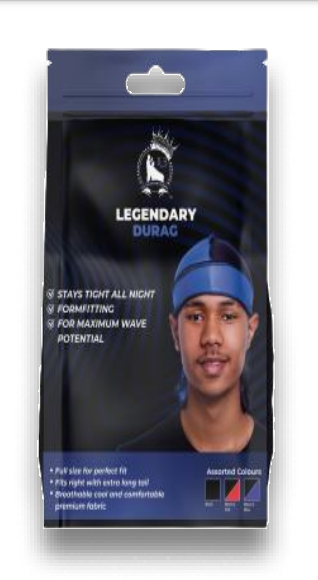 LEGENDARY
DURAG
STAYS TIGHT ALL NIGHT
FORMFITTING
FOR MAXIMUM WAVE
POTENTIAL
• Full size for perfect fit
• Fits right with extra long tail
• Breathable cool and comfortable
premium fabric
Assorted Colours